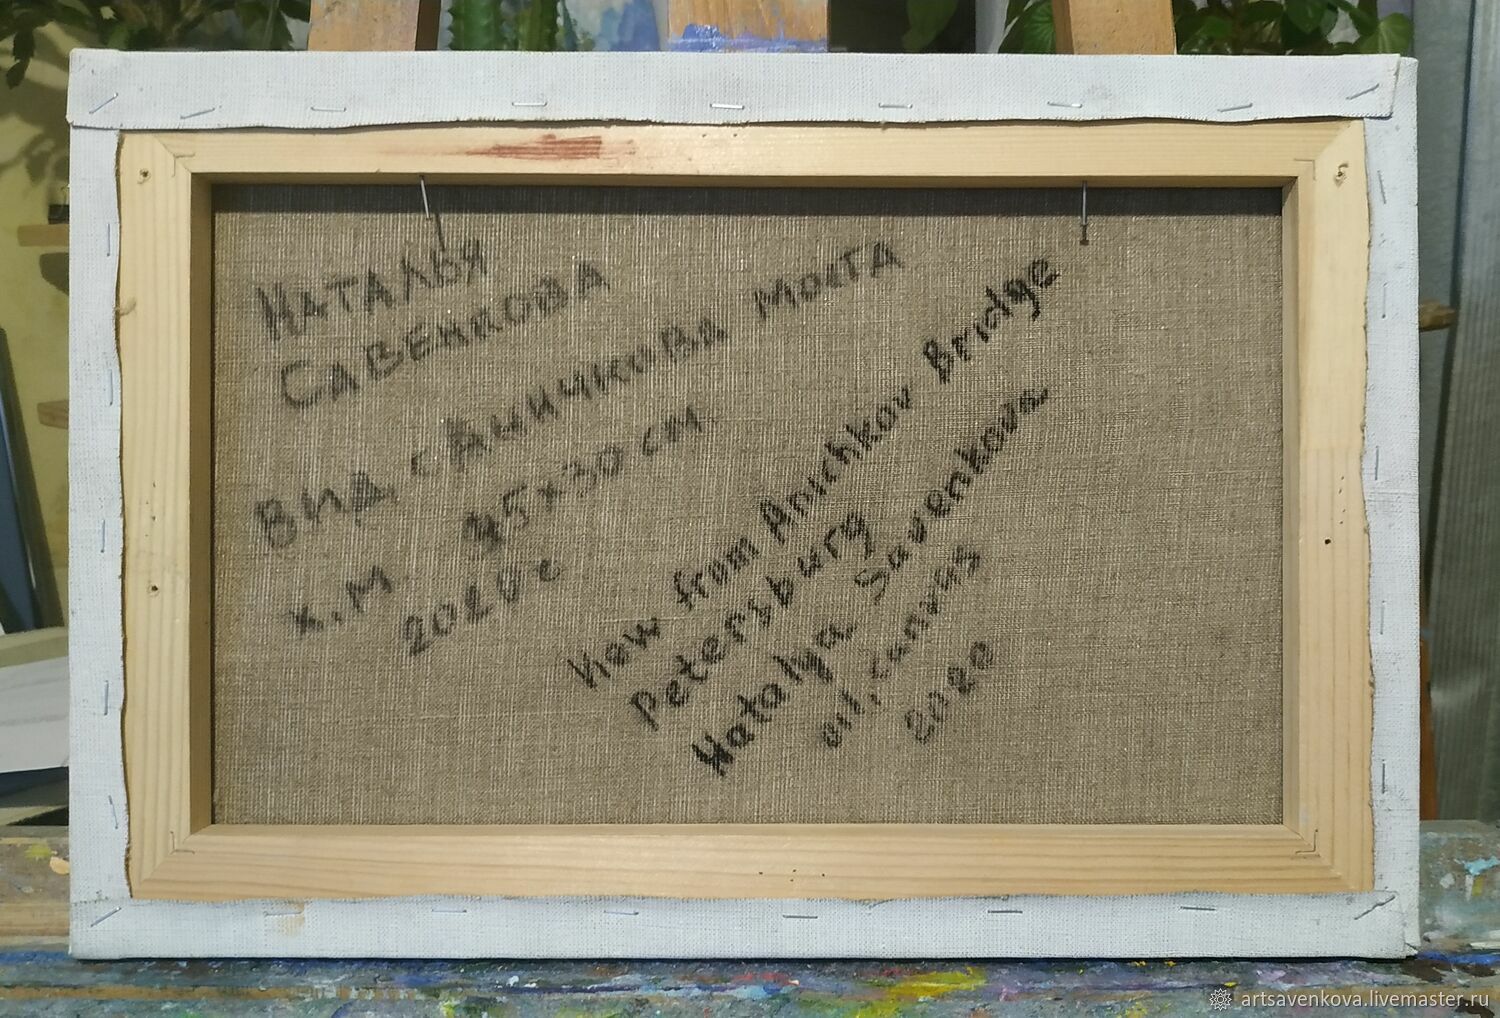 Наталья
Савенкова
Вид с Аничкова моста
х.м 45х30 см
2020 г
View from Anichkov Bridge
Petersburg
Natalya Savenkova
oil, canvas
2020
artsavenkova.livemaster.ru